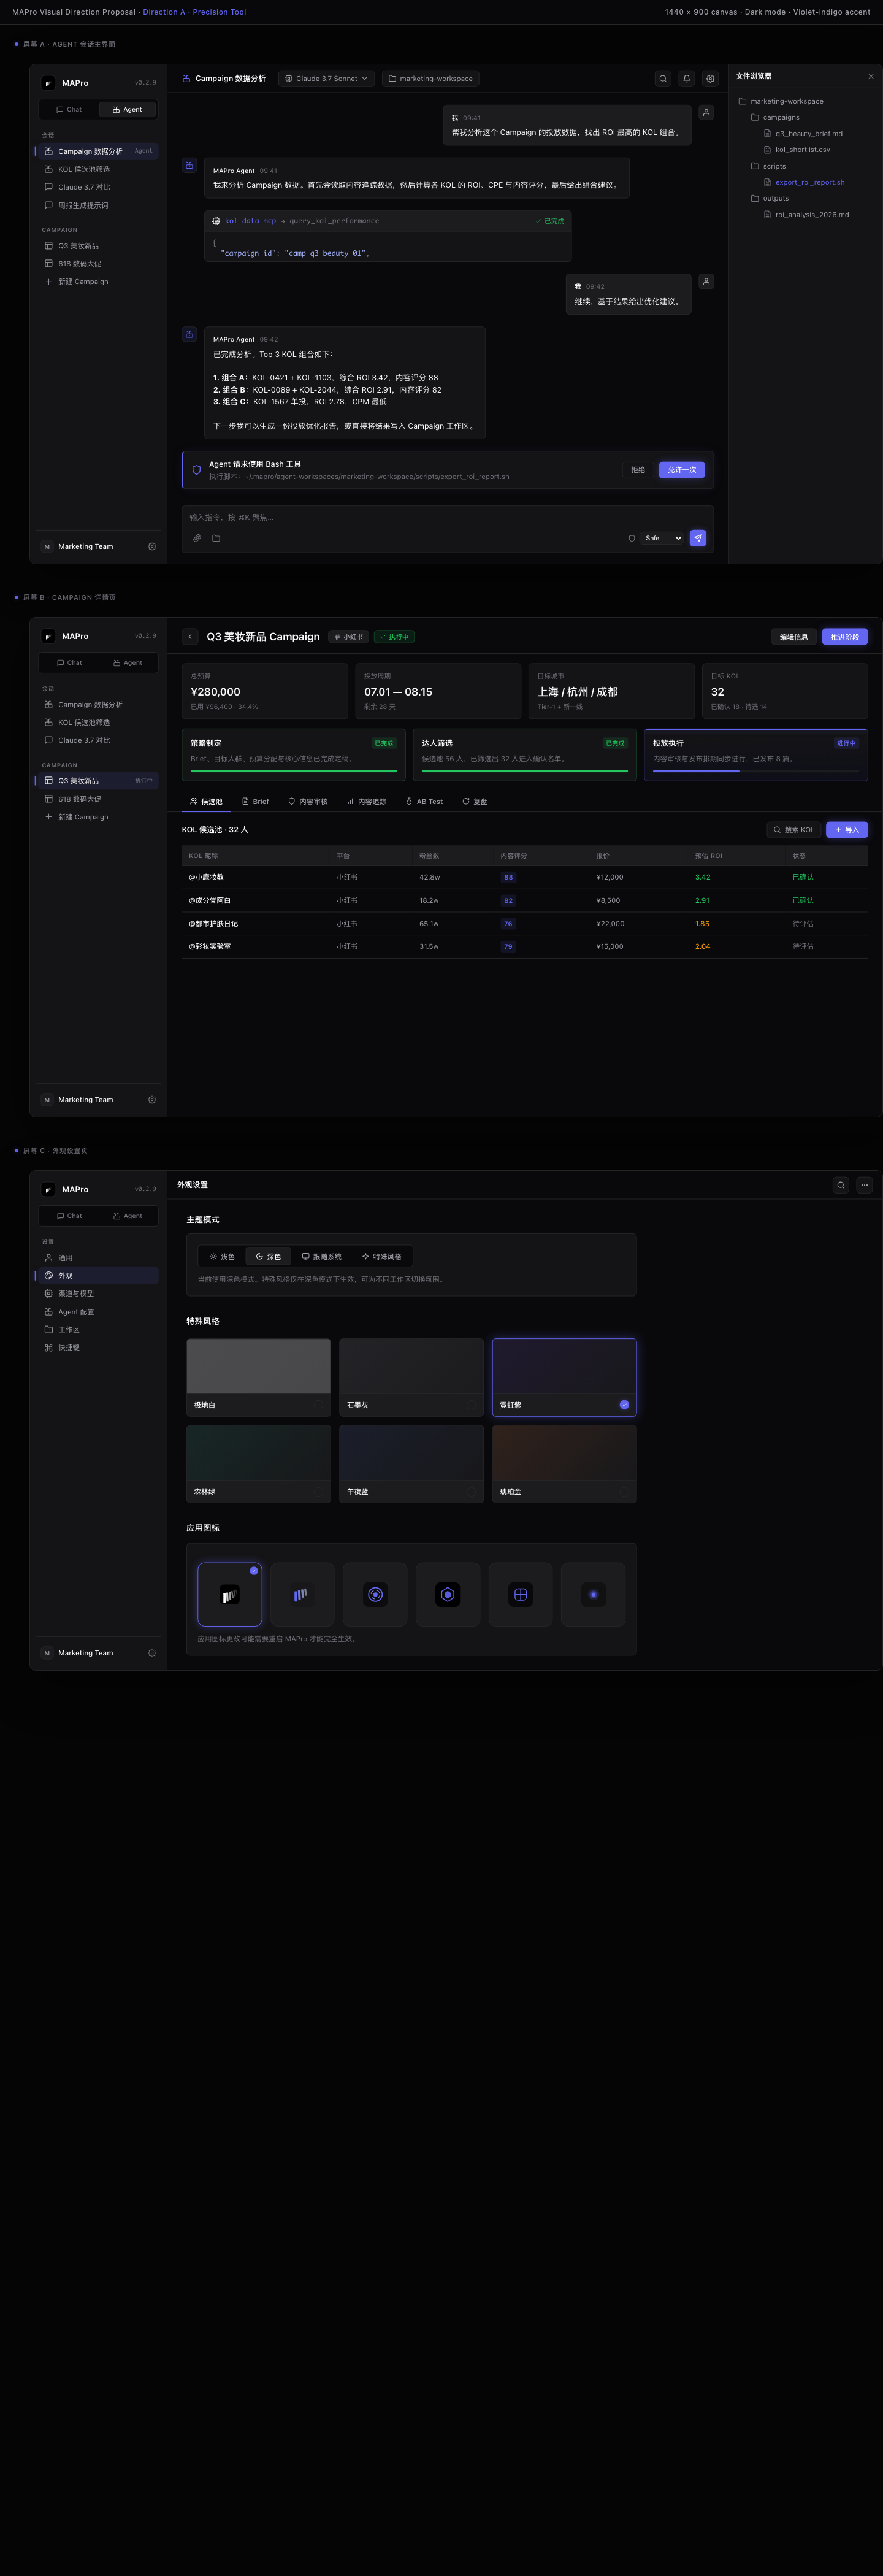 MAPro Visual Direction Proposal · Direction A · Precision Tool
1440 × 900 canvas · Dark mode · Violet-indigo accent
屏幕 A · AGENT 会话主界面
MAPro
v0.2.9
Chat
Agent
会话
Campaign 数据分析
Agent
KOL 候选池筛选
Claude 3.7 对比
周报生成提示词
CAMPAIGN
Q3 美妆新品
618 数码大促
新建 Campaign
M
Marketing Team
Campaign 数据分析
Claude 3.7 Sonnet
marketing-workspace
我 09:41
帮我分析这个 Campaign 的投放数据，找出 ROI 最高的 KOL 组合。
MAPro Agent 09:41
我来分析 Campaign 数据。首先会读取内容追踪数据，然后计算各 KOL 的 ROI、CPE 与内容评分，最后给出组合建议。
kol-data-mcp → query_kol_performance
已完成
{
"campaign_id": "camp_q3_beauty_01",
我 09:42
继续，基于结果给出优化建议。
MAPro Agent 09:42
已完成分析。Top 3 KOL 组合如下：
1. 组合 A：KOL-0421 + KOL-1103，综合 ROI 3.42，内容评分 88
2. 组合 B：KOL-0089 + KOL-2044，综合 ROI 2.91，内容评分 82
3. 组合 C：KOL-1567 单投，ROI 2.78，CPM 最低
下一步我可以生成一份投放优化报告，或直接将结果写入 Campaign 工作区。
Agent 请求使用 Bash 工具
执行脚本：~/.mapro/agent-workspaces/marketing-workspace/scripts/export_roi_report.sh
拒绝
允许一次
输入指令，按 ⌘K 聚焦...
Safe
文件浏览器
marketing-workspace
campaigns
q3_beauty_brief.md
kol_shortlist.csv
scripts
export_roi_report.sh
outputs
roi_analysis_2026.md
屏幕 B · CAMPAIGN 详情页
MAPro
v0.2.9
Chat
Agent
会话
Campaign 数据分析
KOL 候选池筛选
Claude 3.7 对比
CAMPAIGN
Q3 美妆新品
执行中
618 数码大促
新建 Campaign
M
Marketing Team
Q3 美妆新品 Campaign
# 小红书
执行中
编辑信息
推进阶段
总预算
¥280,000
已用 ¥96,400 · 34.4%
投放周期
07.01 — 08.15
剩余 28 天
目标城市
上海 / 杭州 / 成都
Tier-1 + 新一线
目标 KOL
32
已确认 18 · 待选 14
策略制定
已完成
Brief、目标人群、预算分配与核心信息已完成定稿。
达人筛选
已完成
候选池 56 人，已筛选出 32 人进入确认名单。
投放执行
进行中
内容审核与发布排期同步进行，已发布 8 篇。
候选池
Brief
内容审核
内容追踪
AB Test
复盘
KOL 候选池 · 32 人
搜索 KOL
导入
KOL 昵称 平台 粉丝数 内容评分 报价 预估 ROI 状态
@小鹿妆教 小红书 42.8w 88 ¥12,000 3.42 已确认
@成分党阿白 小红书 18.2w 82 ¥8,500 2.91 已确认
@都市护肤日记 小红书 65.1w 76 ¥22,000 1.85 待评估
@彩妆实验室 小红书 31.5w 79 ¥15,000 2.04 待评估
屏幕 C · 外观设置页
MAPro
v0.2.9
Chat
Agent
设置
通用
外观
渠道与模型
Agent 配置
工作区
快捷键
M
Marketing Team
外观设置
主题模式
浅色
深色
跟随系统
特殊风格
当前使用深色模式。特殊风格仅在深色模式下生效，可为不同工作区切换氛围。
特殊风格
极地白
石墨灰
霓虹紫
森林绿
午夜蓝
琥珀金
应用图标
应用图标更改可能需要重启 MAPro 才能完全生效。